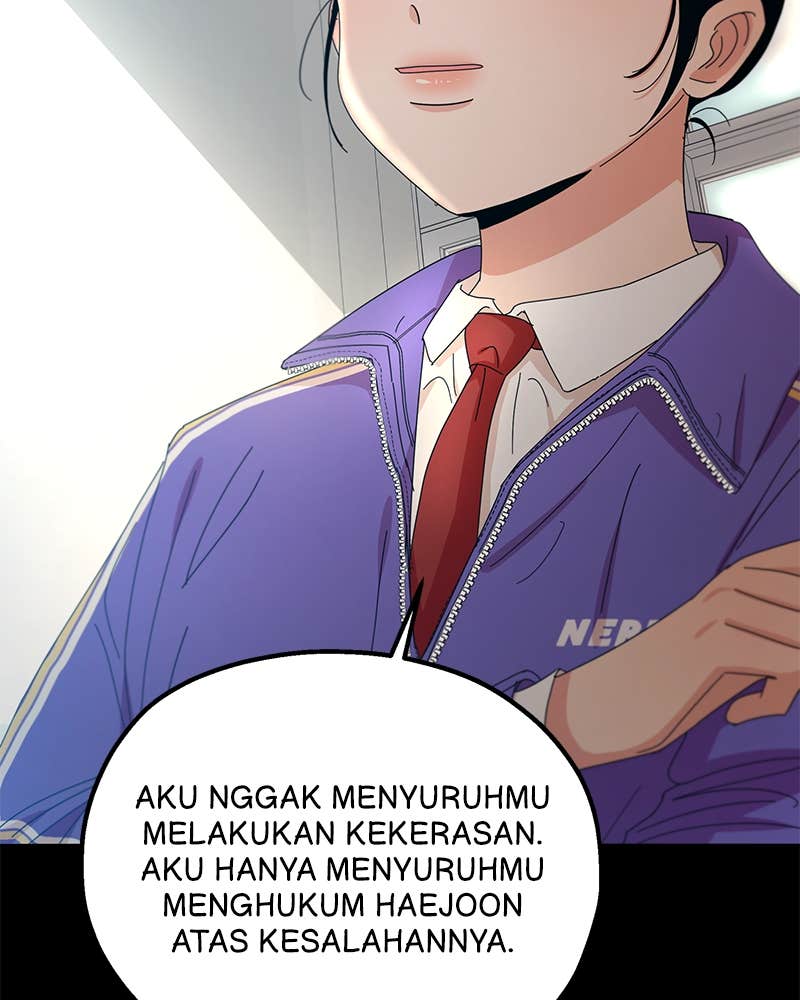 AKU NGGAK MENYURUHMU
MELAKUKAN KEKERASAN.
AKU HANYA MENYURUHMU
MENGHUKUM HAEJOON
ATAS KESALAHANNYA.